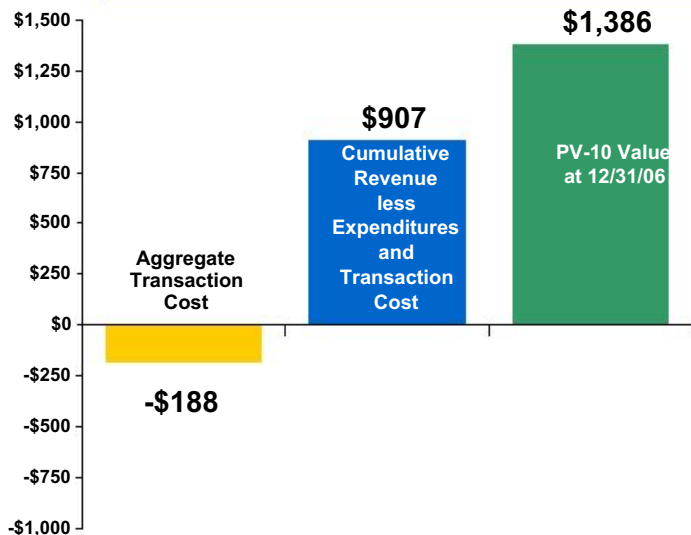 $1,500
$1,250
$1,000
$750
$500
$250
$0
-$250
-$500
-$750
-$1,000
Aggregate
Transaction
Cost
-$188
$907
Cumulative
Revenue
less
Expenditures
and
Transaction
Cost
$1,386
PV-10 Value
at 12/31/06